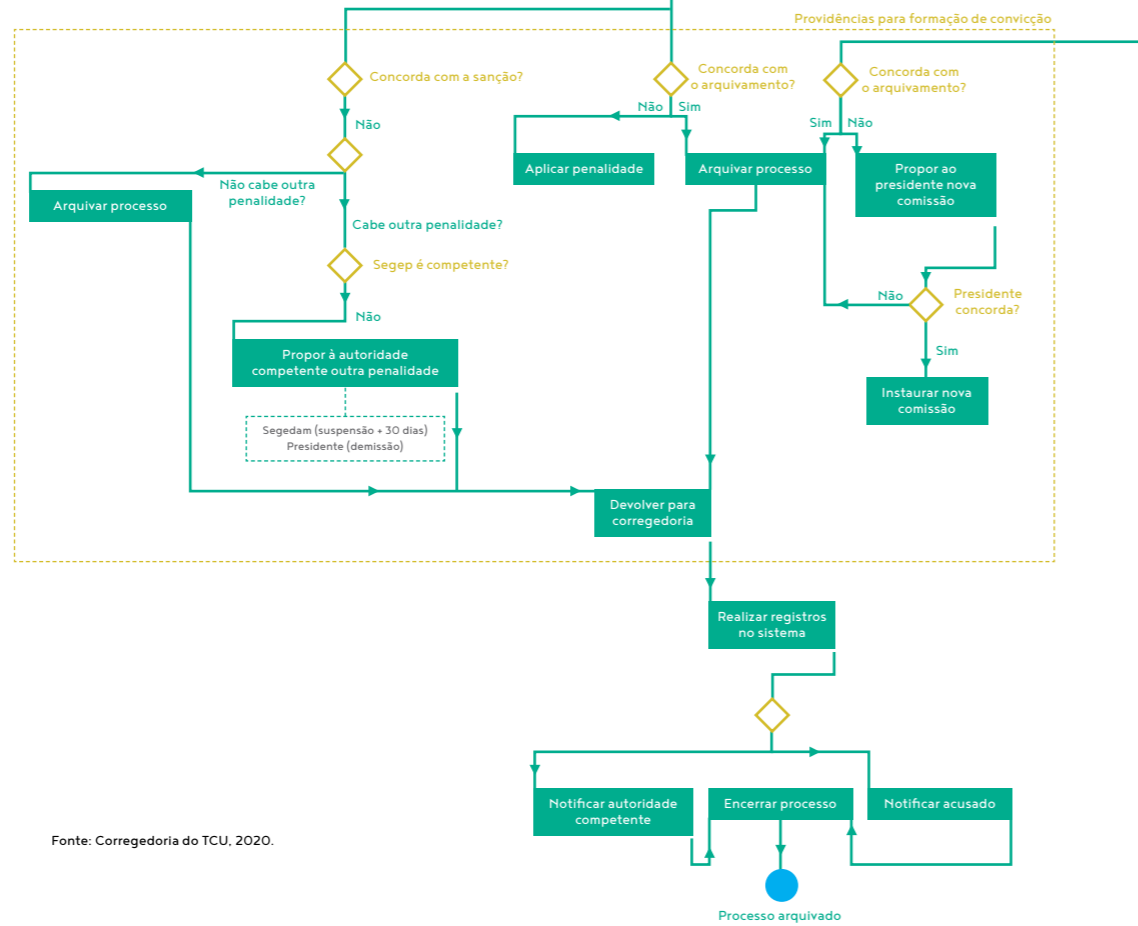 Providências para formação de convicção
Concorda com a sanção?
Não
Não cabe outra
penalidade?
Arquivar processo
Cabe outra penalidade?
Segep é competente?
Não
Propor à autoridade
competente outra penalidade
Segedam (suspensão + 30 dias)
Presidente (demissão)
Concorda com
o arquivamento?
Não
Sim
Aplicar penalidade
Arquivar processo
Concorda com
o arquivamento?
Sim
Não
Propor ao
presidente nova
comissão
Presidente
concorda?
Não
Sim
Instaurar nova
comissão
Devolver para
corregedoria
Realizar registros
no sistema
Notificar autoridade
competente
Encerrar processo
Notificar acusado
Processo arquivado
Fonte: Corregedoria do TCU, 2020.